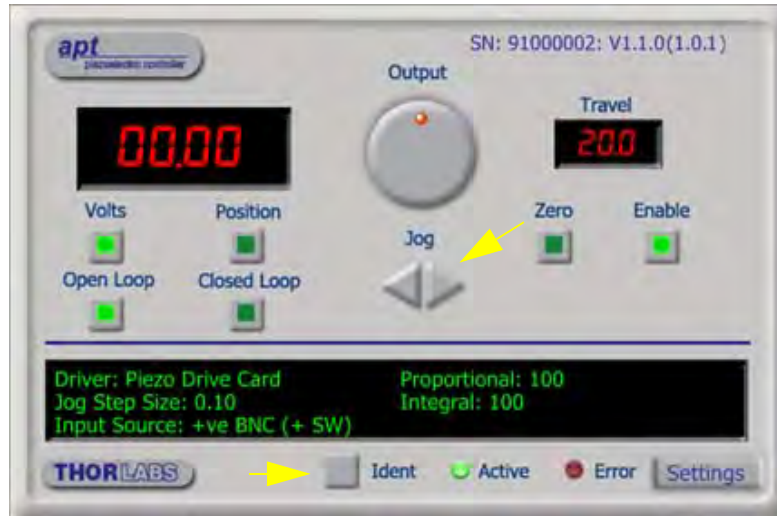 apt
piezoelectric controller
SN: 91000002: V1.1.0(1.0.1)
Output
00.00
Travel
20.0
Volts
Position
Zero
Enable
Jog
Open Loop
Closed Loop
Driver: Piezo Drive Card
Proportional: 100
Jog Step Size: 0.10
Integral: 100
Input Source: +ve BNC (+ SW)
THORLABS
Ident
Active
Error
Settings